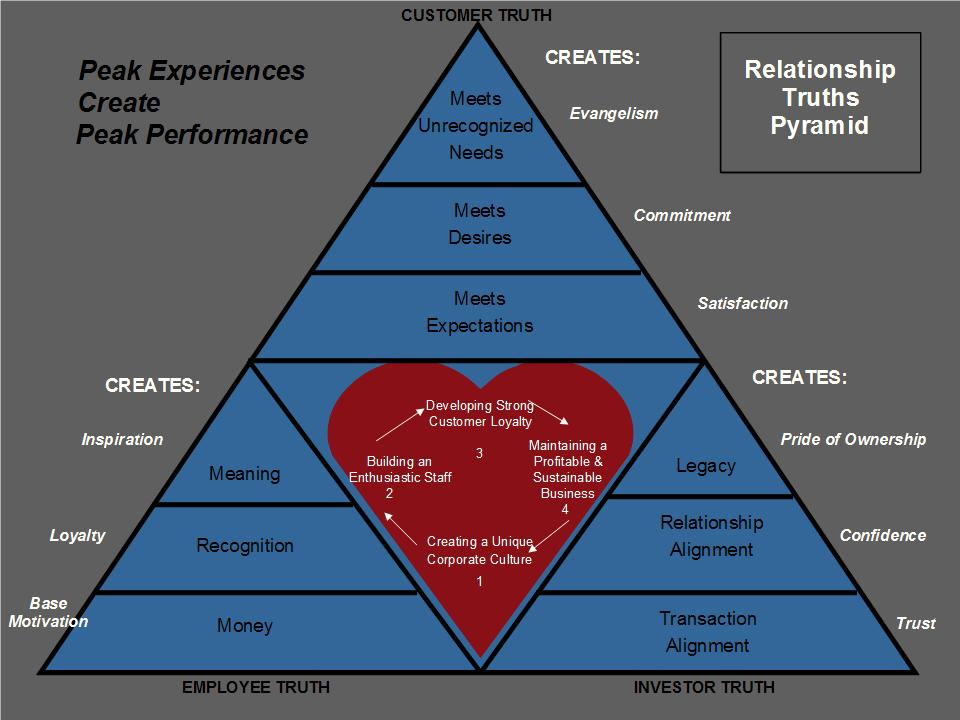 CUSTOMER TRUTH
Peak Experiences
Create
Peak Performance
CREATES:
Relationship
Truths
Pyramid
Meets
Unrecognized
Needs
Evangelism
Meets
Desires
Commitment
Meets
Expectations
Satisfaction
CREATES:
Inspiration
Meaning
Loyalty
Recognition
Base
Motivation
Money
EMPLOYEE TRUTH
Developing Strong
Customer Loyalty
3
Building an
Enthusiastic Staff
2
Maintaining a
Profitable &
Sustainable
Business
4
Creating a Unique
Corporate Culture
1
CREATES:
Legacy
Pride of Ownership
Relationship
Alignment
Confidence
Transaction
Alignment
Trust
INVESTOR TRUTH